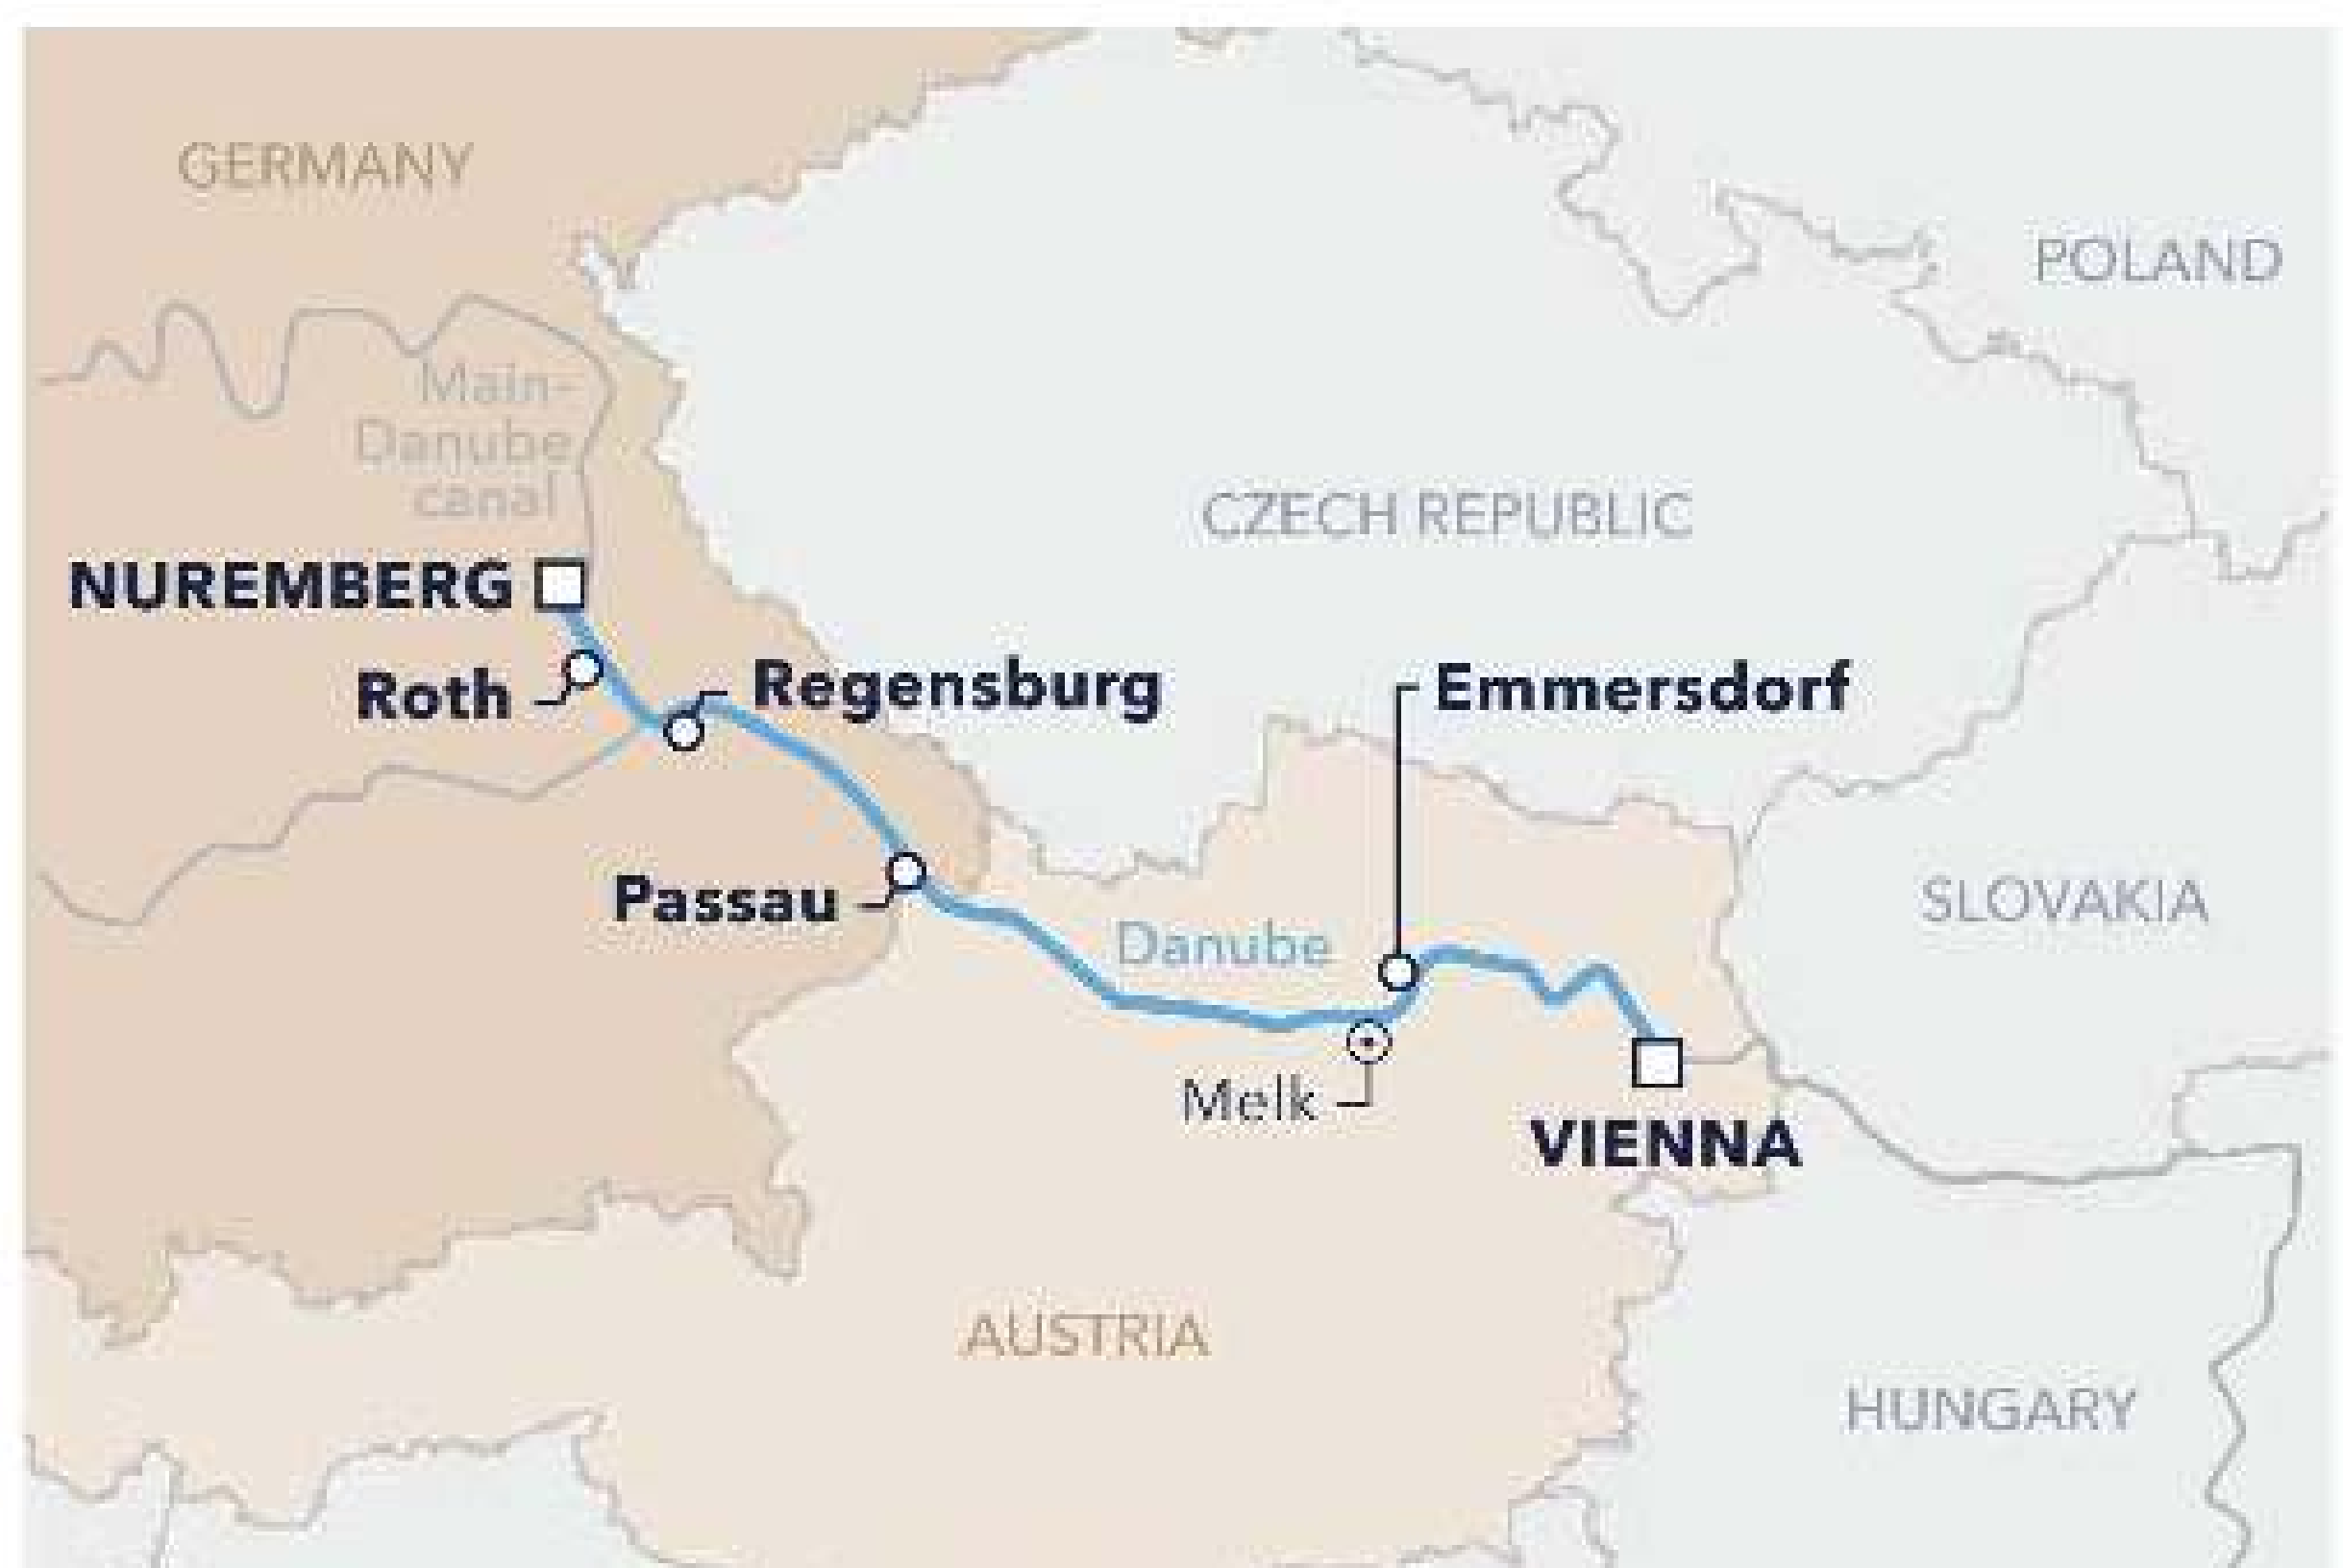 GERMANY
POLAND
Main-
Danube
canal
CZECH REPUBLIC
NUREMBERG
Roth
Regensburg
Emmersdorf
Passau
SLOVAKIA
Danube
Melk
VIENNA
AUSTRIA
HUNGARY